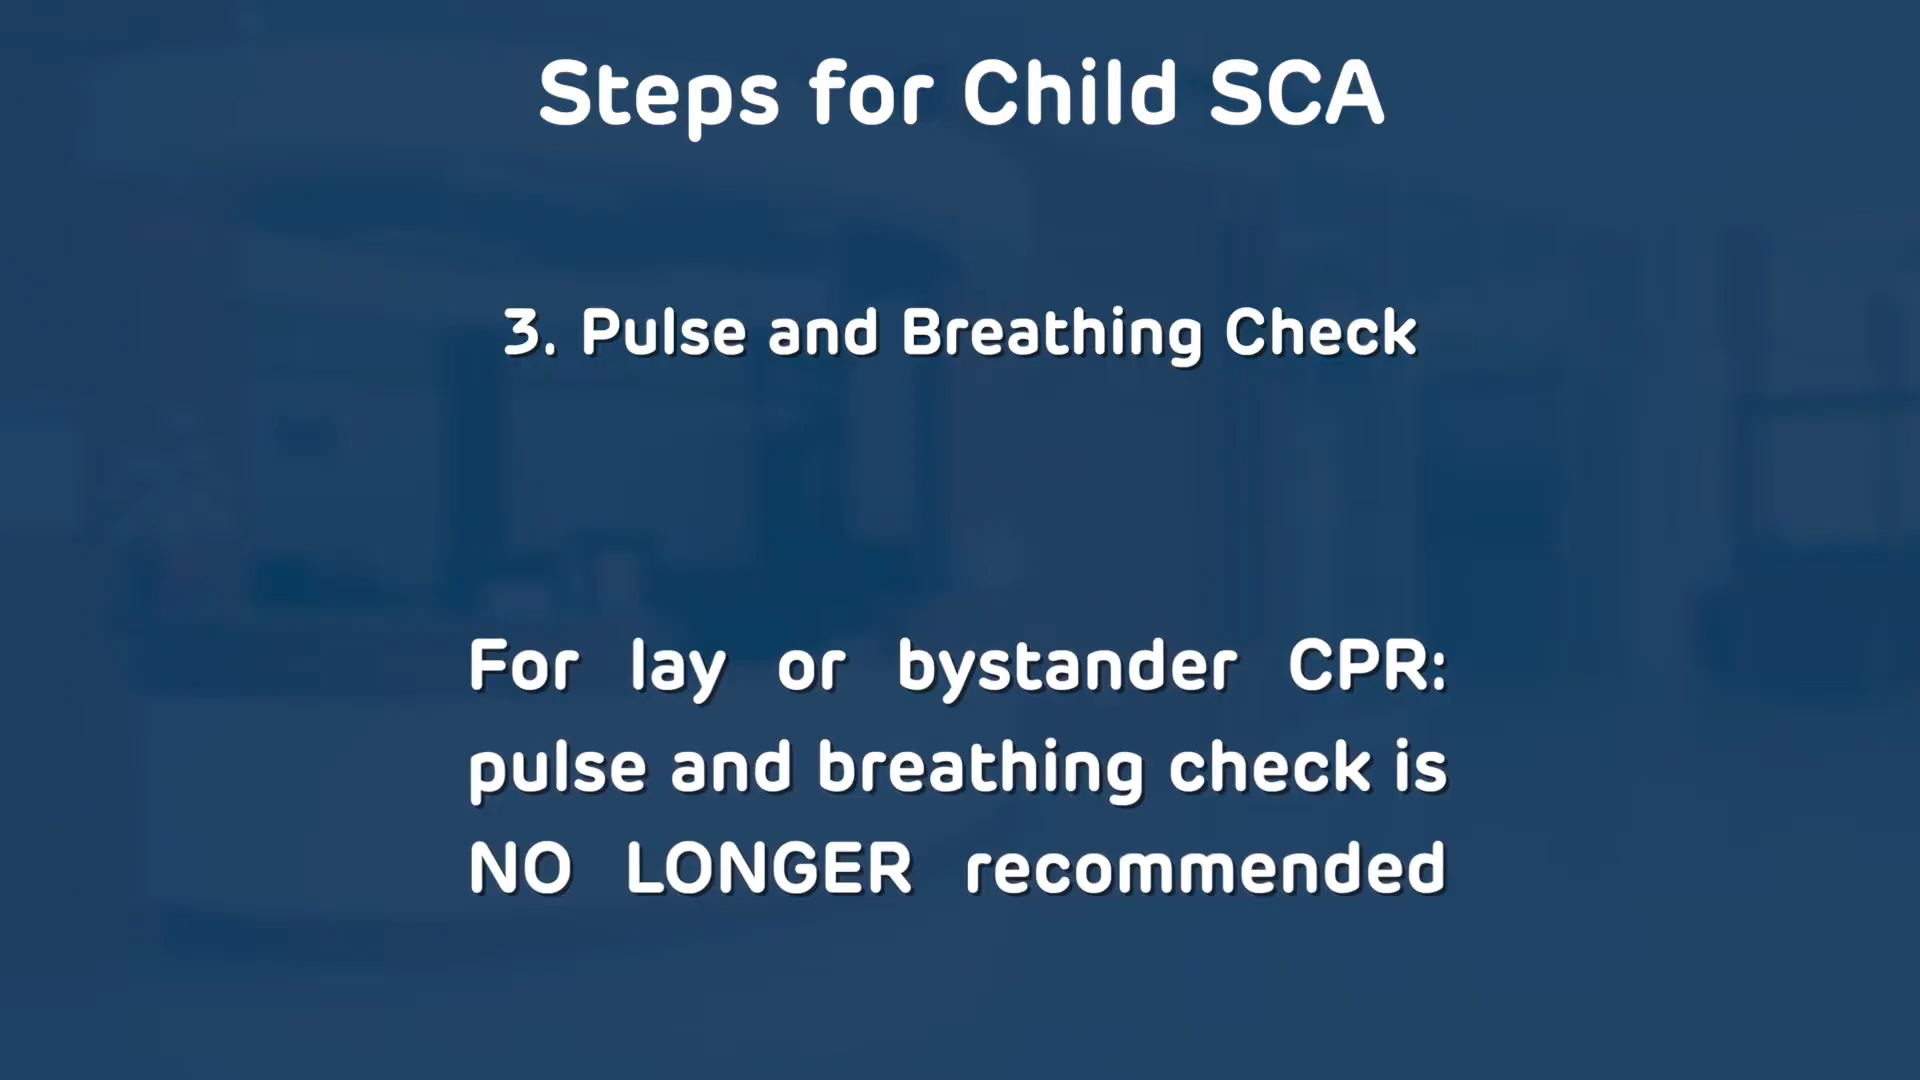 Steps for Child SCA
3. Pulse and Breathing Check
For lay or bystander CPR:
pulse and breathing check is
NO LONGER recommended